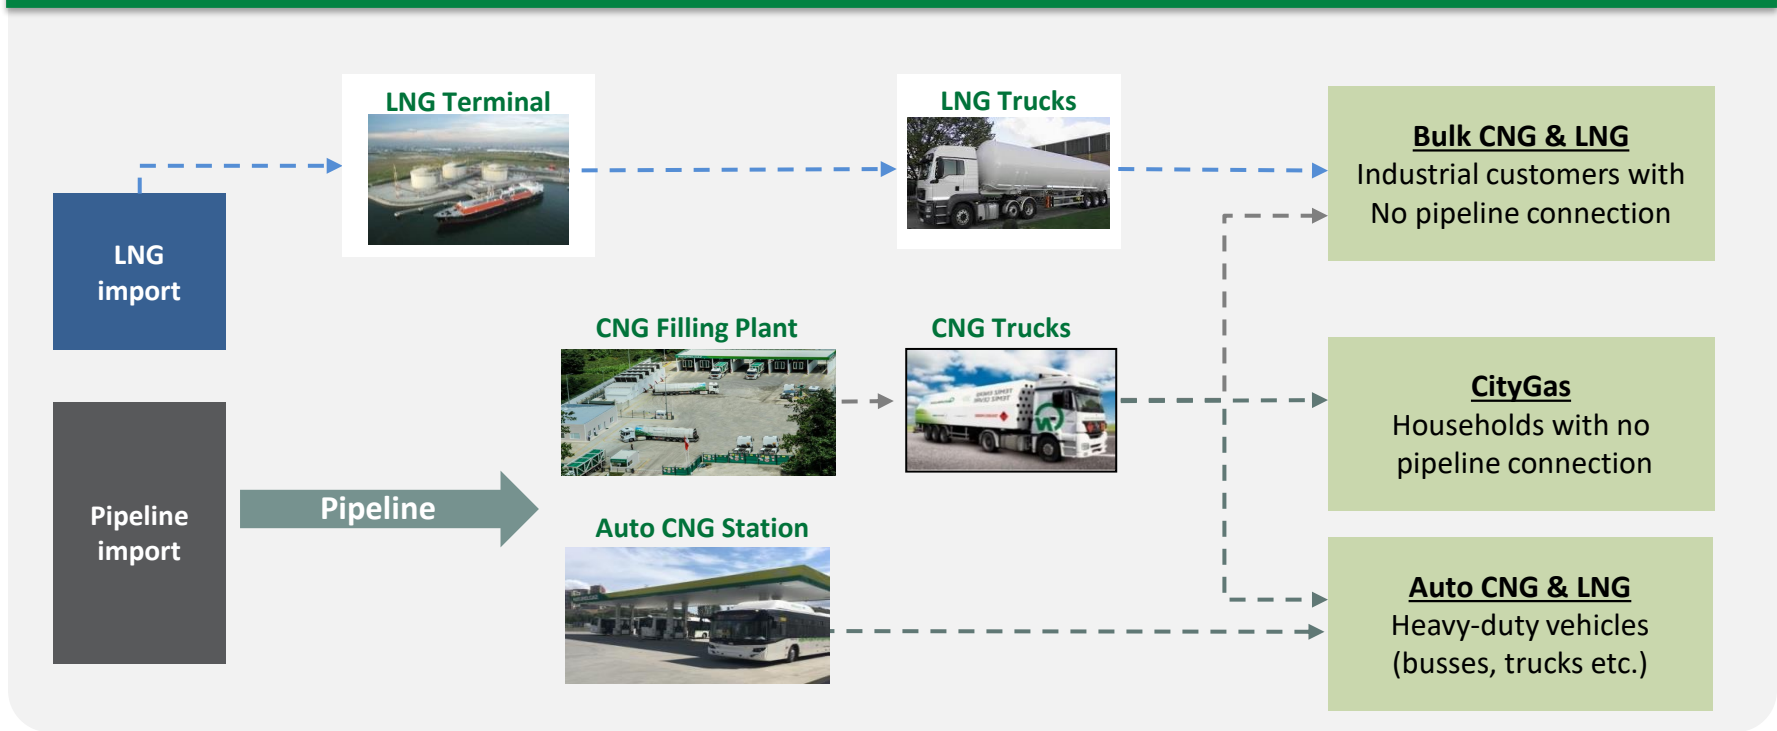 LNG Terminal
LNG Trucks
Bulk CNG & LNG
Industrial customers with
No pipeline connection
LNG
import
CNG Filling Plant
CNG Trucks
CityGas
Households with no
pipeline connection
Pipeline
import
Pipeline
Auto CNG Station
Auto CNG & LNG
Heavy-duty vehicles
(busses, trucks etc.)